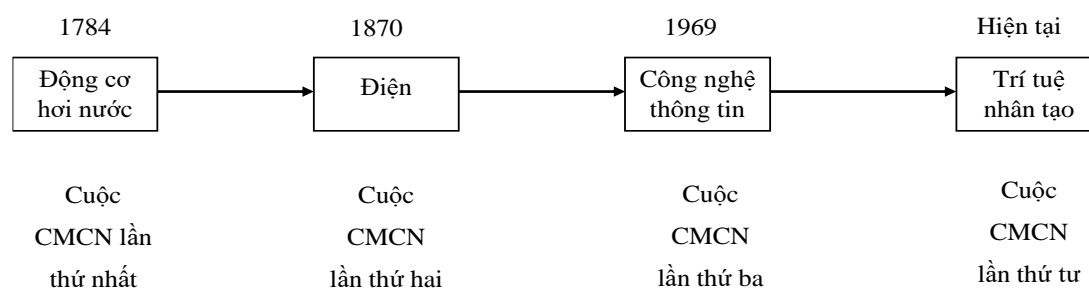 1784
1870
1969
Hiện tại
Động cơ
hơi nước
Điện
Công nghệ
thông tin
Trí tuệ
nhân tạo
Cuộc
CMCN lần
thứ nhất
Cuộc
CMCN
lần thứ hai
Cuộc
CMCN
lần thứ ba
Cuộc
CMCN
lần thứ tư